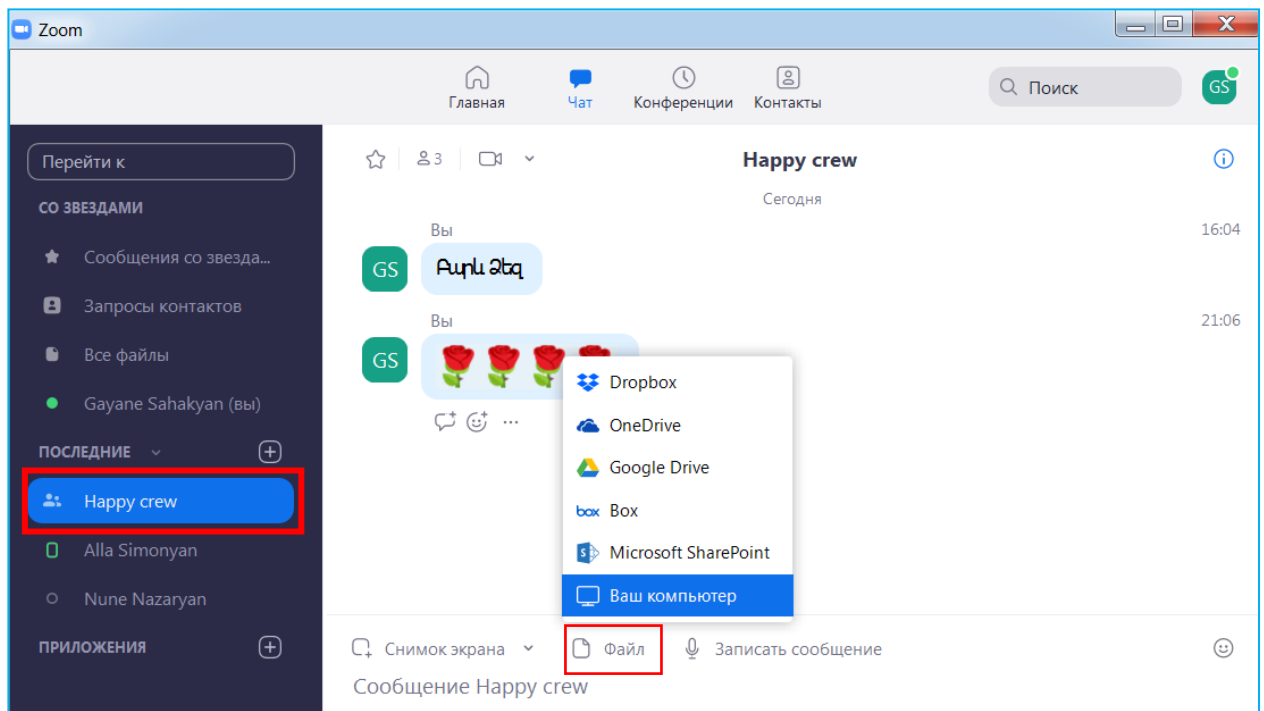 Zoom
Главная
Чат
Конференции
Контакты
Поиск
GS
Перейти к
СО ЗВЕЗДАМИ
Сообщения со звезда...
Запросы контактов
Все файлы
Gayane Sahakyan (вы)
ПОСЛЕДНИЕ
Happy crew
Alla Simonyan
Nune Nazaryan
ПРИЛОЖЕНИЯ
3
Happy crew
Сегодня
Вы
16:04
GS
Բարև Ձեզ
Вы
21:06
GS
Dropbox
OneDrive
Google Drive
box Box
Microsoft SharePoint
Ваш компьютер
Снимок экрана
Файл
Записать сообщение
Сообщение Happy crew